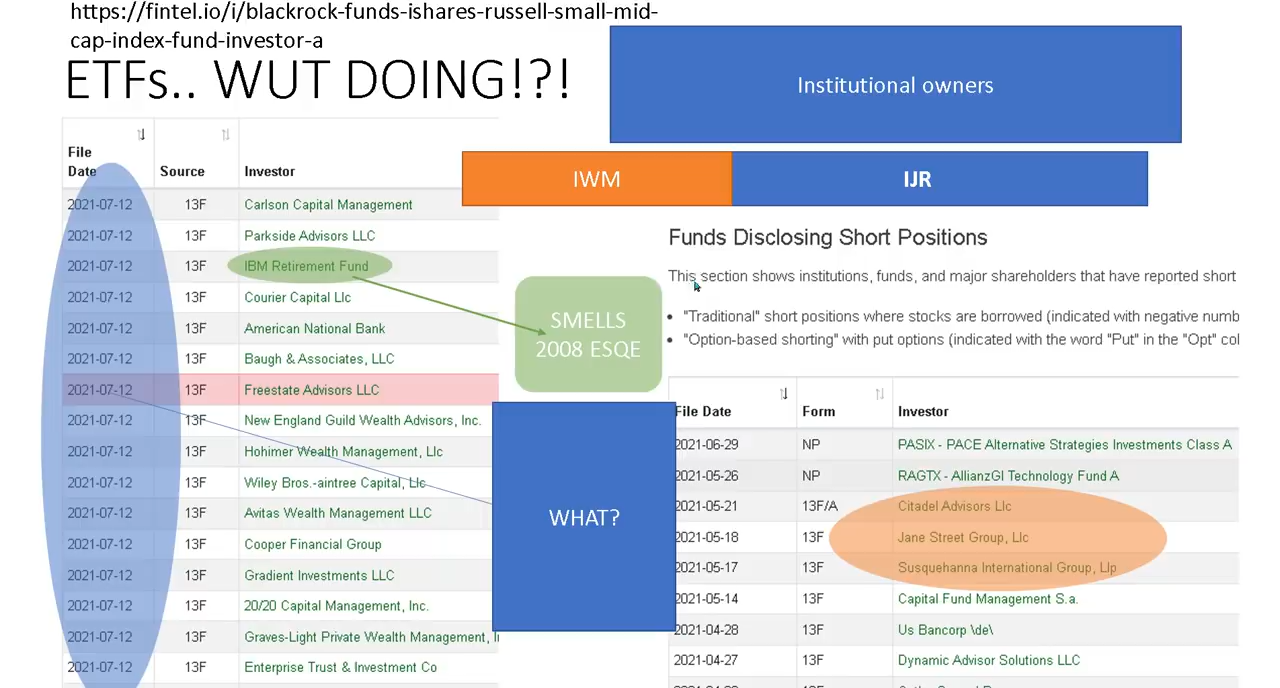 https://fintel.io/i/blackrock-funds-ishares-russell-small-mid-
cap-index-fund-investor-a
ETFs.. WUT DOING!?!
Institutional owners
IWM
IJR
File
Date
Source
Investor
2021-07-12 13F Carlson Capital Management
2021-07-12 13F Parkside Advisors LLC
2021-07-12 13F IBM Retirement Fund
2021-07-12 13F Courier Capital Llc
2021-07-12 13F American National Bank
2021-07-12 13F Baugh & Associates, LLC
2021-07-12 13F Freestate Advisors LLC
2021-07-12 13F New England Guild Wealth Advisors, Inc.
2021-07-12 13F Hohimer Wealth Management, Llc
2021-07-12 13F Wiley Bros.-aintree Capital, Llc
2021-07-12 13F Avitas Wealth Management LLC
2021-07-12 13F Cooper Financial Group
2021-07-12 13F Gradient Investments LLC
2021-07-12 13F 20/20 Capital Management, Inc.
2021-07-12 13F Graves-Light Private Wealth Management,
2021-07-12 13F Enterprise Trust & Investment Co
SMELLS
2008 ESQE
WHAT?
Funds Disclosing Short Positions
This section shows institutions, funds, and major shareholders that have reported short
• "Traditional" short positions where stocks are borrowed (indicated with negative numb
• "Option-based shorting" with put options (indicated with the word "Put" in the "Opt" col
File Date Form Investor
2021-06-29 NP PASIX - PACE Alternative Strategies Investments Class A
2021-05-26 NP RAGTX - AllianzGI Technology Fund A
2021-05-21 13F/A Citadel Advisors Llc
2021-05-18 13F Jane Street Group, Llc
2021-05-17 13F Susquehanna International Group, Llp
2021-05-14 13F Capital Fund Management S.a.
2021-04-28 13F Us Bancorp \de\
2021-04-27 13F Dynamic Advisor Solutions LLC